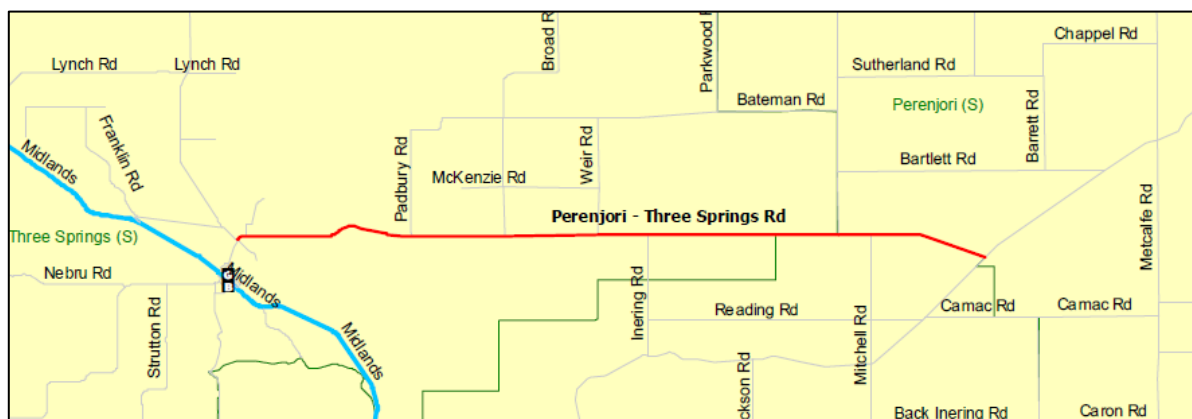 Chappel Rd
Lynch Rd
Lynch Rd
Broad R
Parkwood R
Sutherland Rd
Bateman Rd
Perenjori (S)
Barrett Rd
Franklin Rd
Midlands
Padbury Rd
McKenzie Rd
Weir Rd
Bartlett Rd
Metcalfe Rd
Perenjori - Three Springs Rd
Three Springs (S)
Nebru Rd
Midlands
Strutton Rd
Midlands
Inering Rd
Reading Rd
Mitchell Rd
Camac Rd
Camac Rd
ckson Rd
Back Inering Rd
Caron Rd